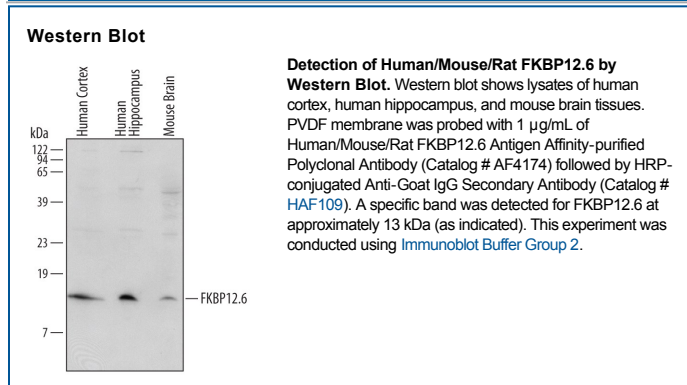 Western Blot
Human Cortex
Human
Hippocampus
Mouse Brain
kDa
122
94
65
39
23
19
7
FKBP12.6
Detection of Human/Mouse/Rat FKBP12.6 by
Western Blot. Western blot shows lysates of human
cortex, human hippocampus, and mouse brain tissues.
PVDF membrane was probed with 1 µg/mL of
Human/Mouse/Rat FKBP12.6 Antigen Affinity-purified
Polyclonal Antibody (Catalog # AF4174) followed by HRP-
conjugated Anti-Goat IgG Secondary Antibody (Catalog #
HAF109). A specific band was detected for FKBP12.6 at
approximately 13 kDa (as indicated). This experiment was
conducted using Immunoblot Buffer Group 2.